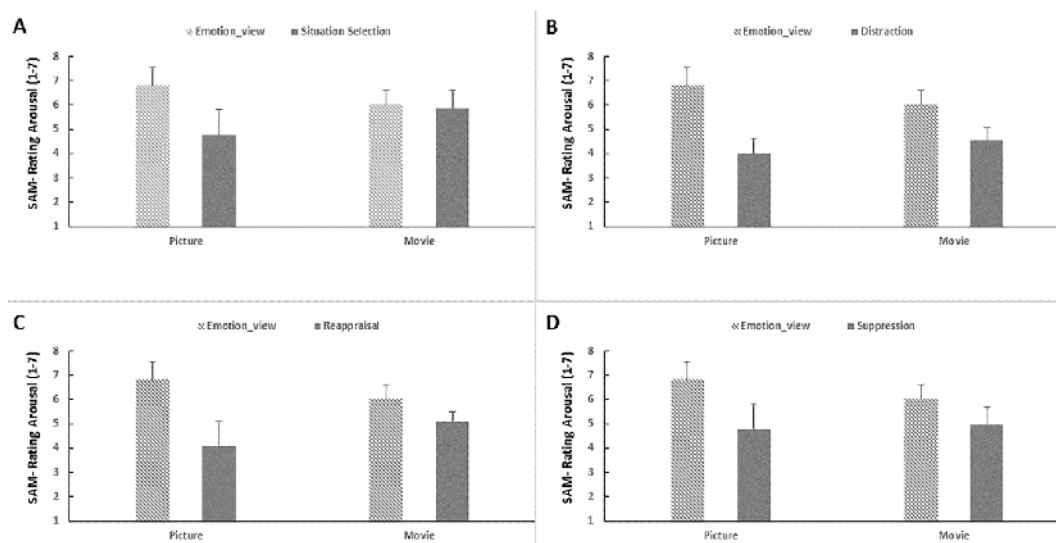 A
Emotion_view Situation Selection
SAM- Rating Arousal (1-7)
8
7
6
5
4
3
2
1
Picture Movie
B
Emotion_view Distraction
SAM- Rating Arousal (1-7)
8
7
6
5
4
3
2
1
Picture Movie
C
Emotion_view Reappraisal
SAM- Rating Arousal (1-7)
8
7
6
5
4
3
2
1
Picture Movie
D
Emotion_view Suppression
SAM- Rating Arousal (1-7)
8
7
6
5
4
3
2
1
Picture Movie